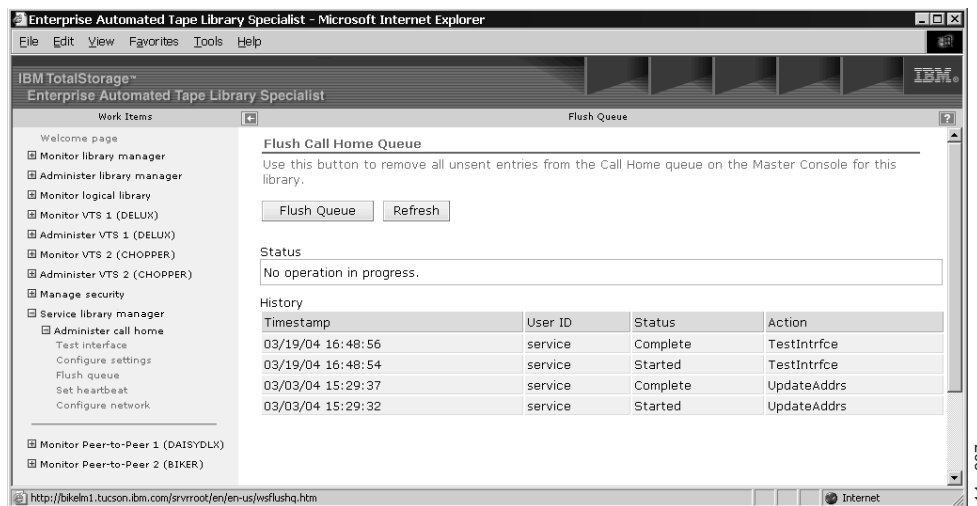 Enterprise Automated Tape Library Specialist - Microsoft Internet Explorer
File Edit View Favorites Tools Help
IBM TotalStorage™
Enterprise Automated Tape Library Specialist
IBM®
Work Items
Flush Queue
?
Welcome page
Monitor library manager
Administer library manager
Monitor logical library
Monitor VTS 1 (DELUX)
Administer VTS 1 (DELUX)
Monitor VTS 2 (CHOPPER)
Administer VTS 2 (CHOPPER)
Manage security
Service library manager
Administer call home
Test interface
Configure settings
Flush queue
Set heartbeat
Configure network
Monitor Peer-to-Peer 1 (DAISYDLX)
Monitor Peer-to-Peer 2 (BIKER)
Flush Call Home Queue
Use this button to remove all unsent entries from the Call Home queue on the Master Console for this
library.
Flush Queue Refresh
Status
No operation in progress.
History
Timestamp User ID Status Action
03/19/04 16:48:56 service Complete TestIntrfce
03/19/04 16:48:54 service Started TestIntrfce
03/03/04 15:29:37 service Complete UpdateAddrs
03/03/04 15:29:32 service Started UpdateAddrs
http://bikelm1.tucson.ibm.com/srvrroot/en/en-us/wsflushq.htm
Internet